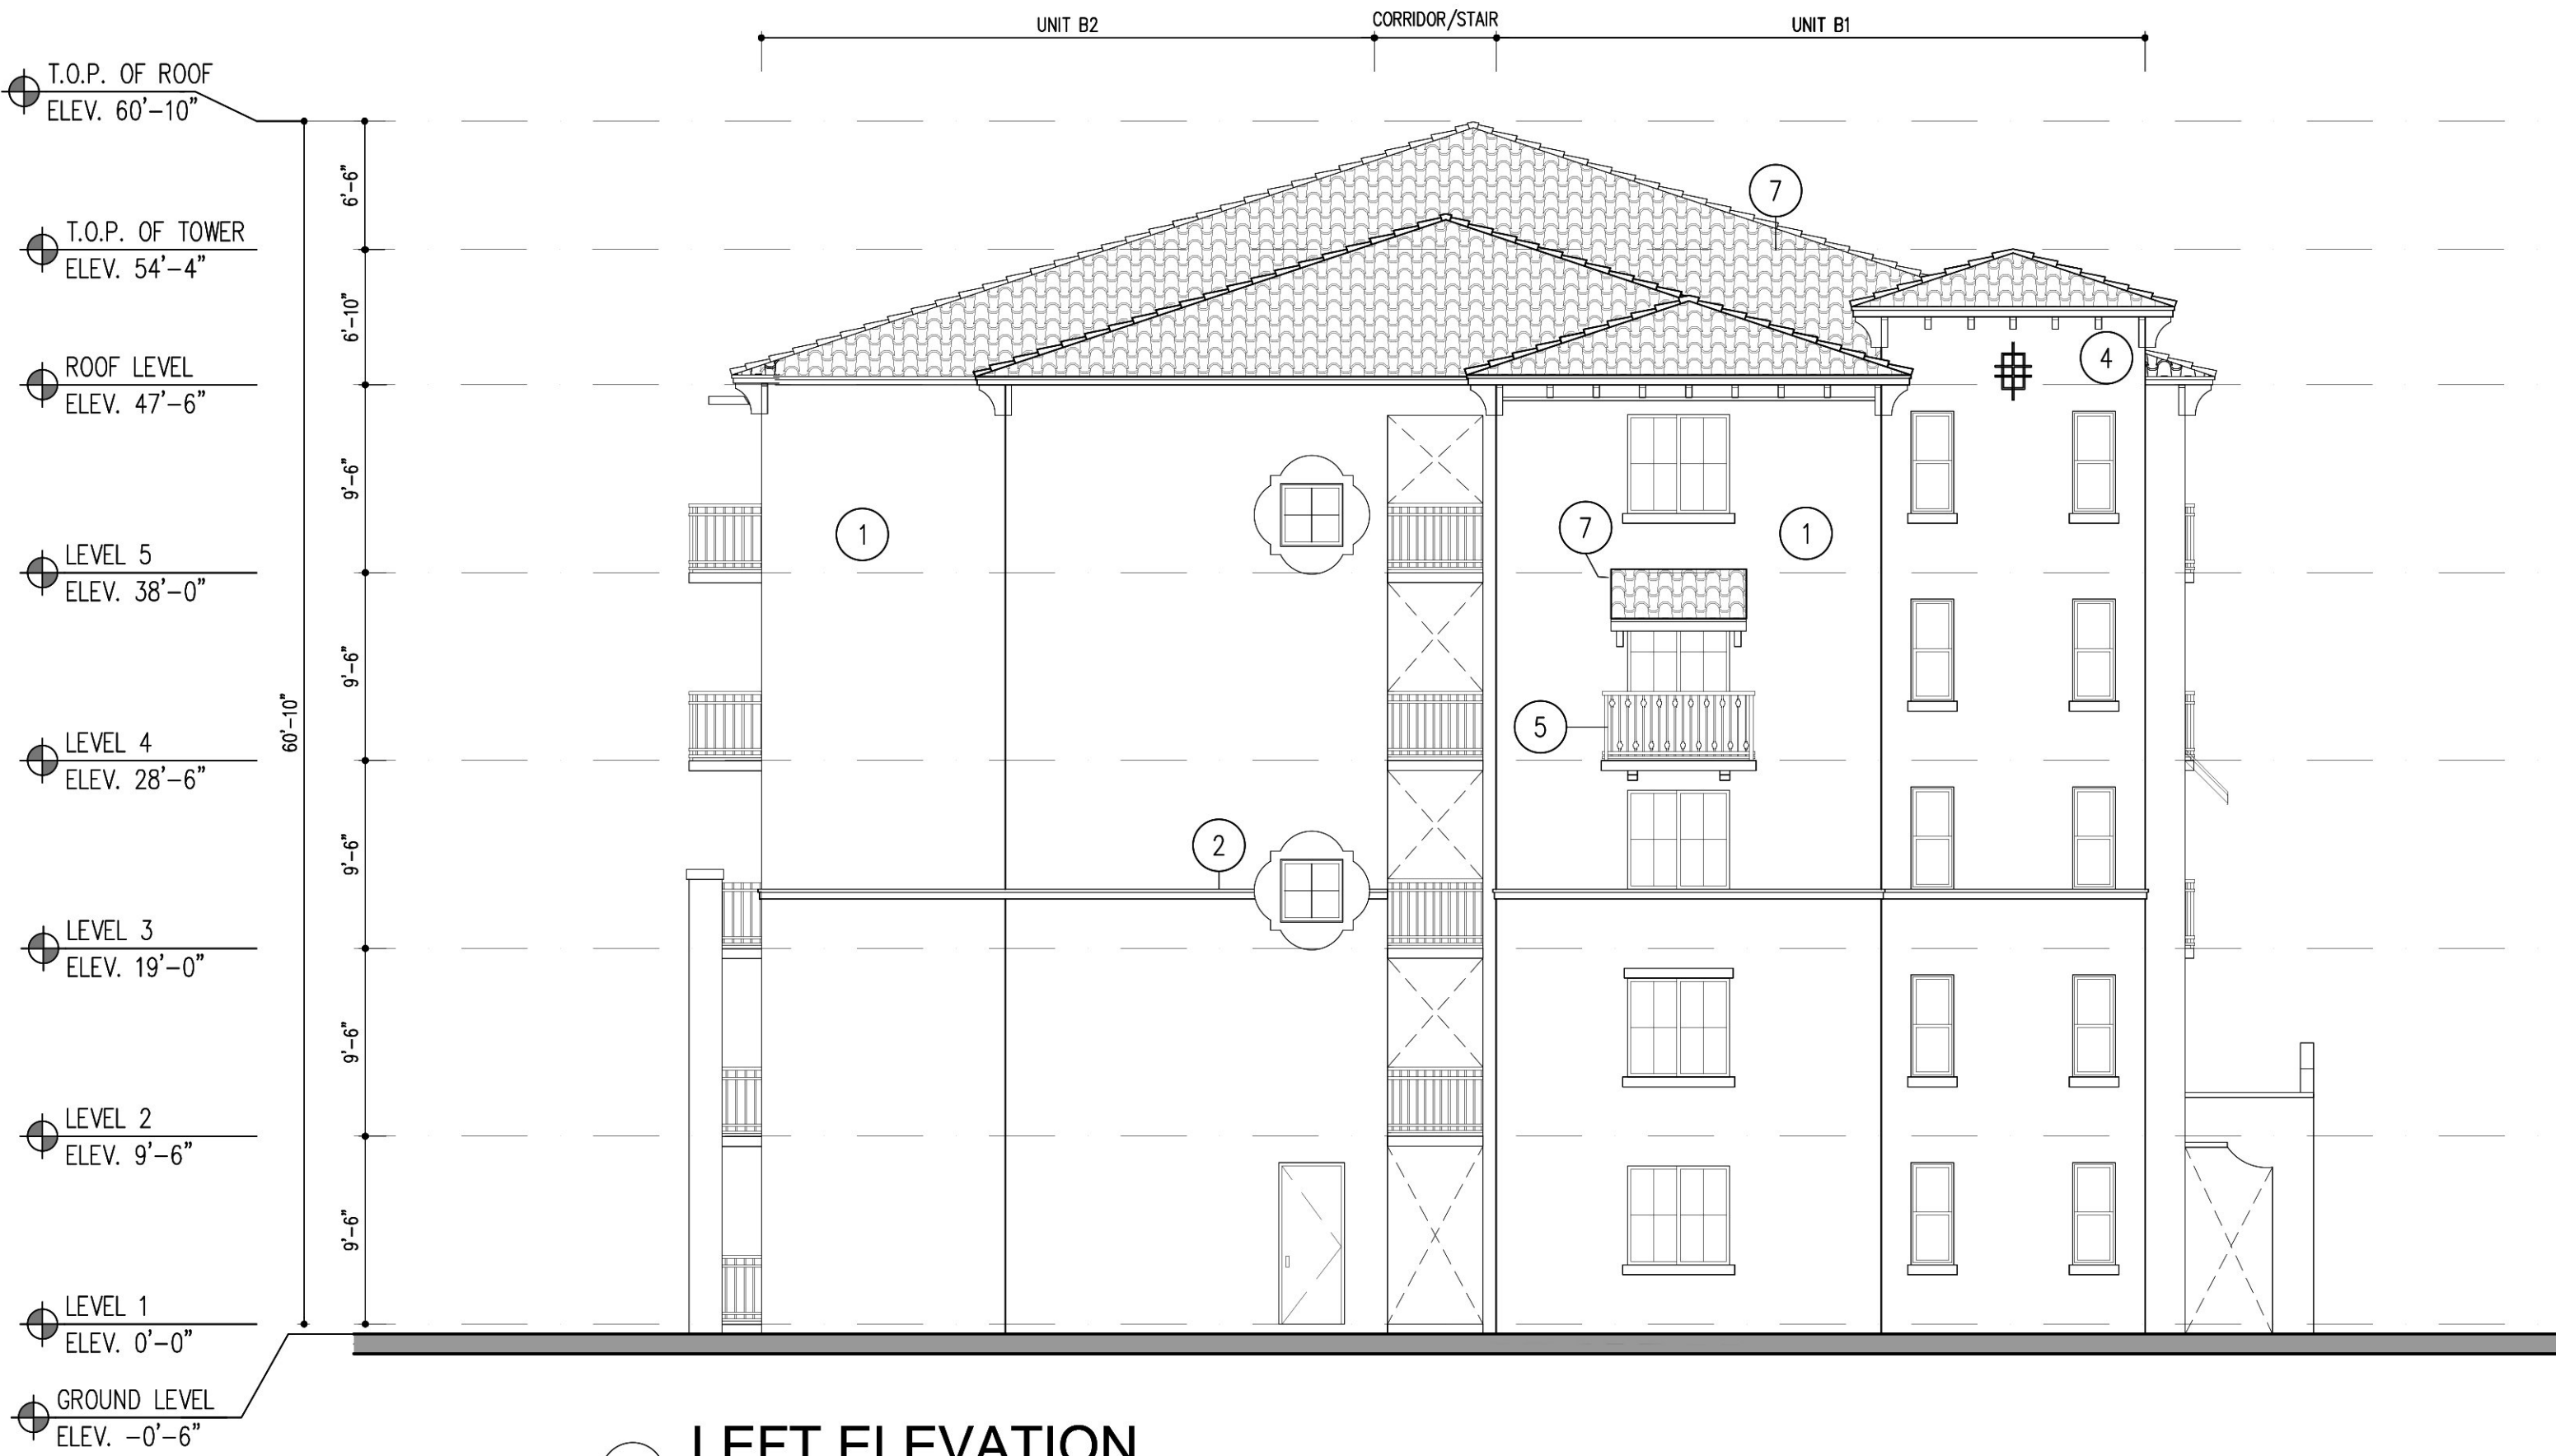 UNIT B2
CORRIDOR/STAIR
UNIT B1
T.O.P. OF ROOF
ELEV. 60'-10"
6'-6"
7
T.O.P. OF TOWER
ELEV. 54'-4"
6'-10"
4
ROOF LEVEL
ELEV. 47'-6"
9'-6"
1
7
1
LEVEL 5
ELEV. 38'-0"
9'-6"
60'-10"
5
LEVEL 4
ELEV. 28'-6"
9'-6"
2
LEVEL 3
ELEV. 19'-0"
9'-6"
LEVEL 2
ELEV. 9'-6"
9'-6"
LEVEL 1
ELEV. 0'-0"
GROUND LEVEL
ELEV. -0'-6"
LEFT ELEVATION